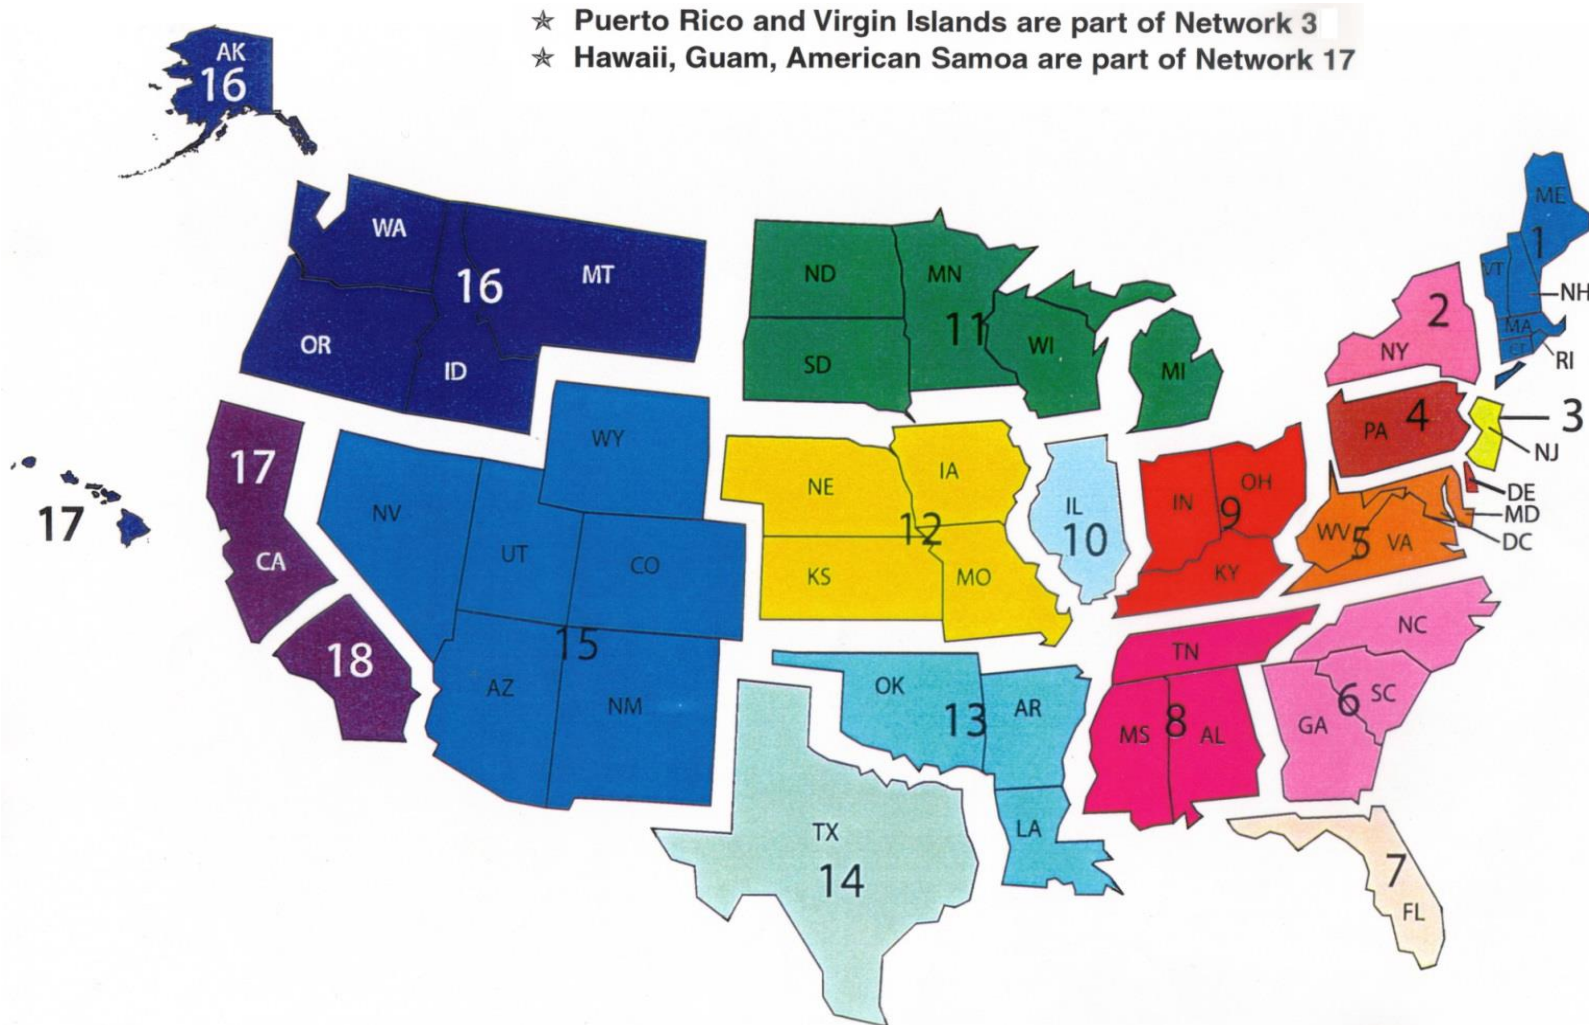 ✯ Puerto Rico and Virgin Islands are part of Network 3
✯ Hawaii, Guam, American Samoa are part of Network 17
AK
16
WA
MT
16
OR
ID
ND
MN
11
WI
SD
MI
ME
1
VT
NH
MA
CT
RI
2
NY
4
PA
3
NJ
DE
MD
DC
WV
5
VA
17
CA
17
18
NV
WY
UT
CO
15
AZ
NM
NE
IA
12
KS
MO
IL
10
IN
OH
9
KY
TN
NC
6
SC
GA
OK
13
AR
MS
8
AL
LA
TX
14
7
FL